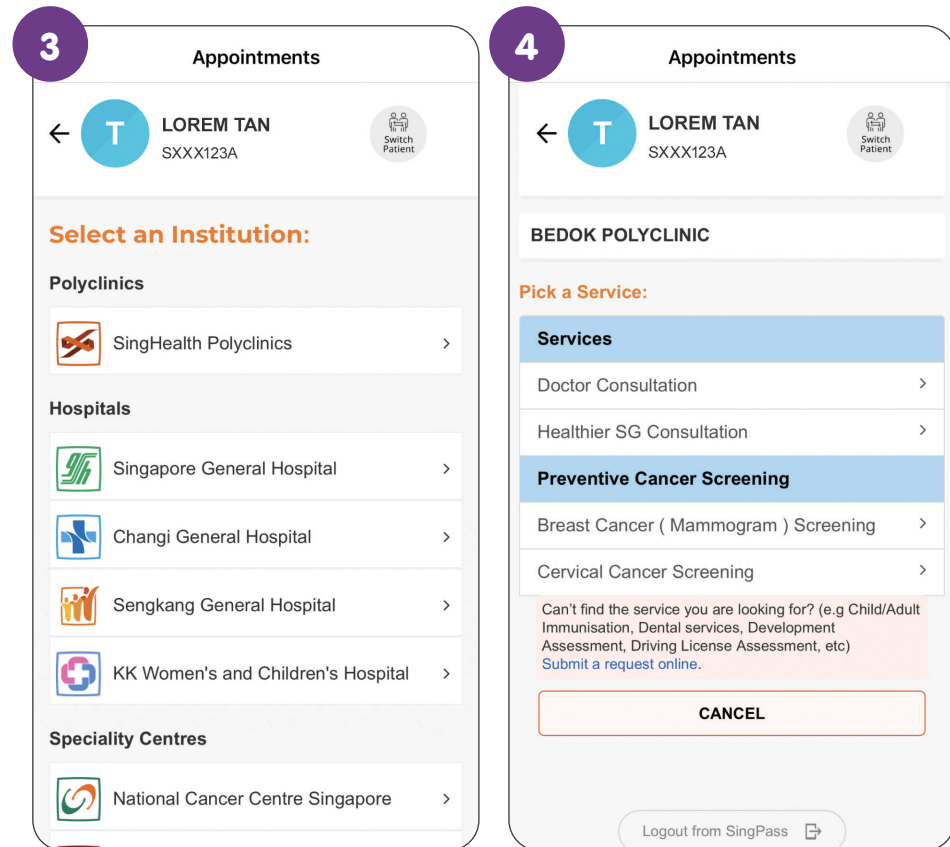 3
Appointments
T
LOREM TAN
SXXX123A
Switch
Patient
Select an Institution:
Polyclinics
SingHealth Polyclinics
Hospitals
Singapore General Hospital
Changi General Hospital
Sengkang General Hospital
KK Women's and Children's Hospital
Speciality Centres
National Cancer Centre Singapore
4
Appointments
T
LOREM TAN
SXXX123A
Switch
Patient
BEDOK POLYCLINIC
Pick a Service:
Services
Doctor Consultation
Healthier SG Consultation
Preventive Cancer Screening
Breast Cancer ( Mammogram ) Screening
Cervical Cancer Screening
Can't find the service you are looking for? (e.g Child/Adult
Immunisation, Dental services, Development
Assessment, Driving License Assessment, etc)
Submit a request online.
CANCEL
Logout from SingPass